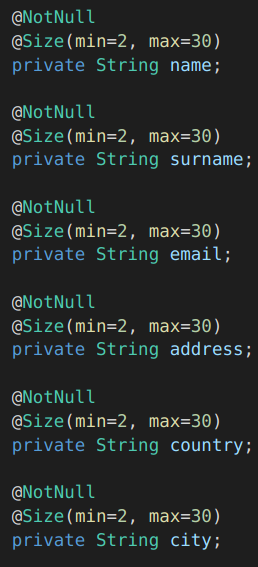 @NotNull
@Size(min=2, max=30)
private String name;
@NotNull
@Size(min=2, max=30)
private String surname;
@NotNull
@Size(min=2, max=30)
private String email;
@NotNull
@Size(min=2, max=30)
private String address;
@NotNull
@Size(min=2, max=30)
private String country;
@NotNull
@Size(min=2, max=30)
private String city;